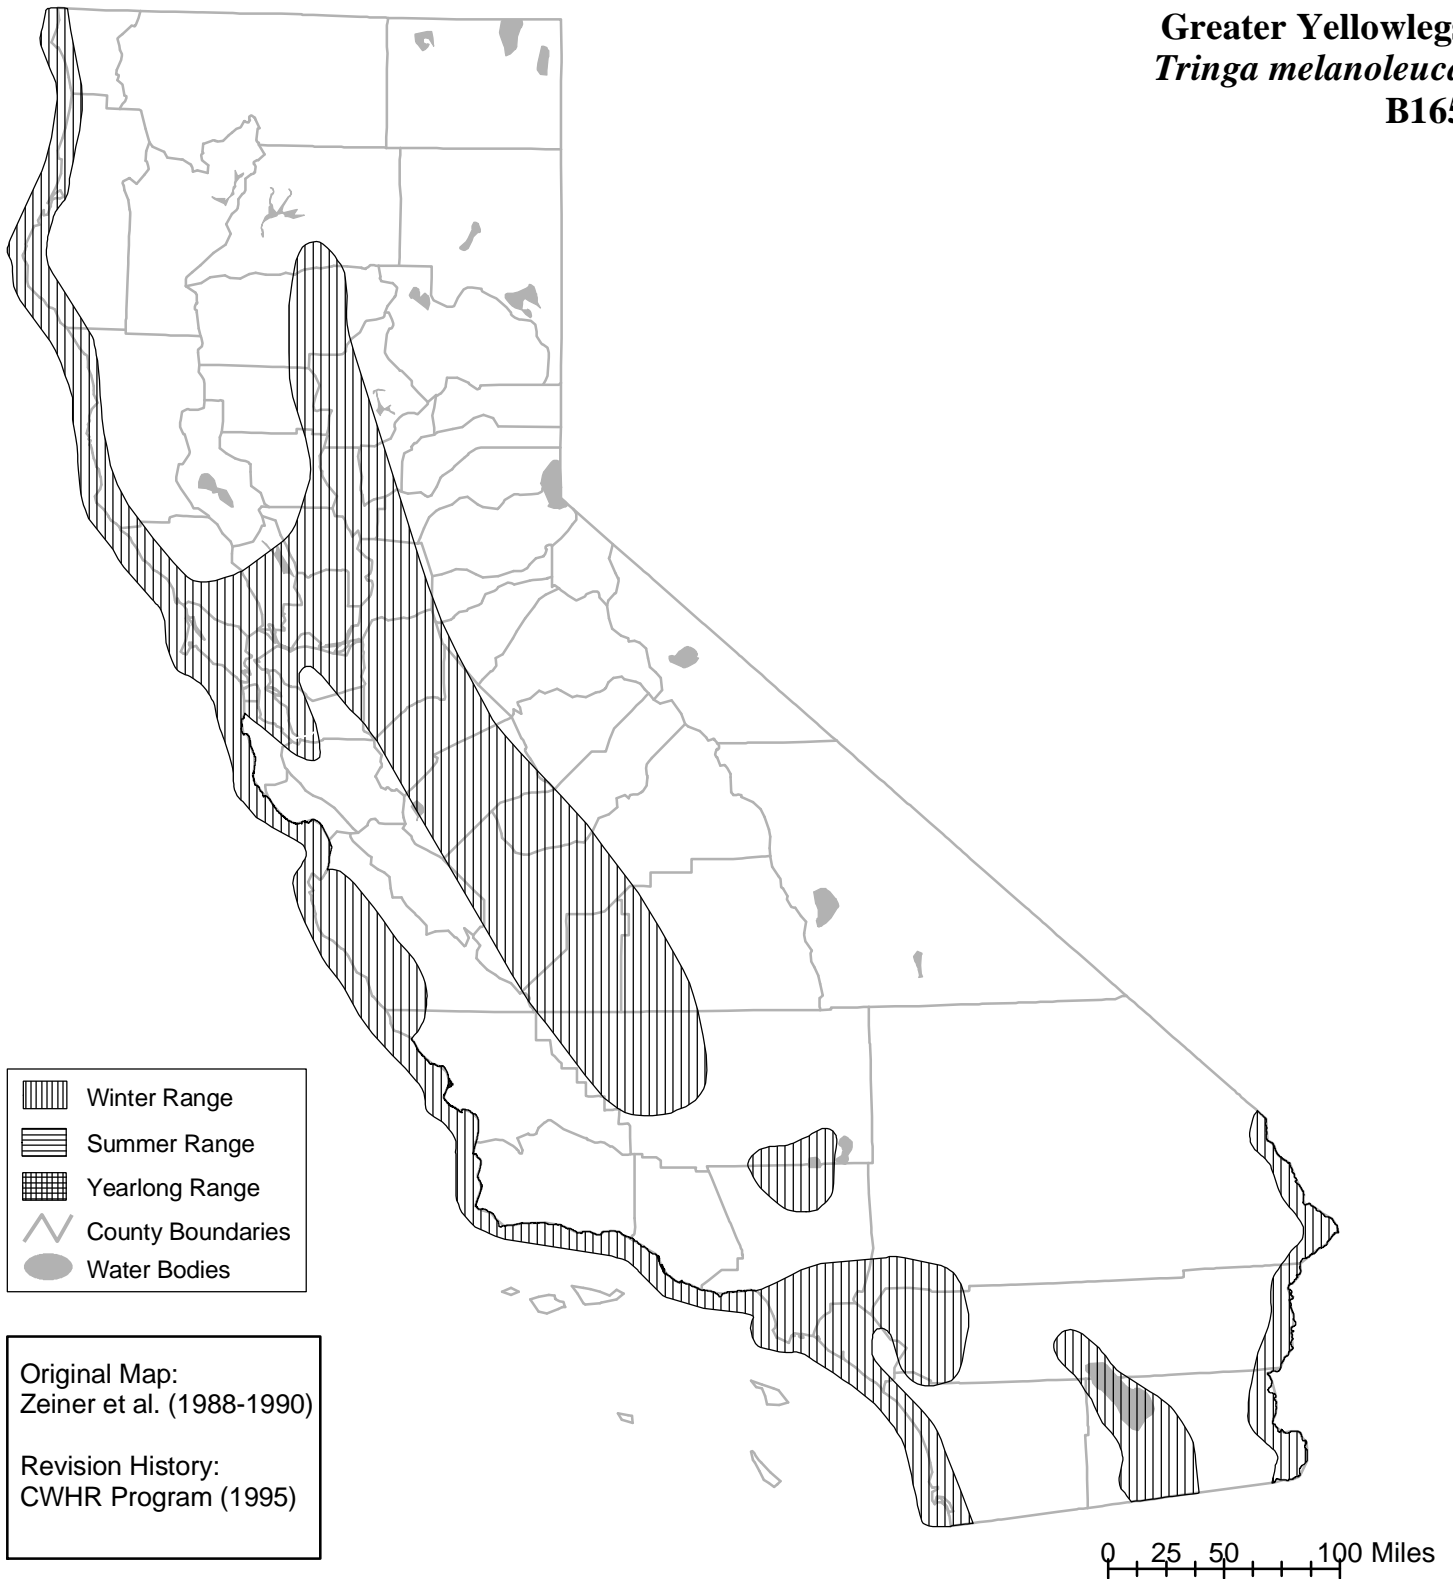 Greater Yellowlegs
Tringa melanoleuca
B165
Winter Range
Summer Range
Yearlong Range
County Boundaries
Water Bodies
Original Map:
Zeiner et al. (1988-1990)
Revision History:
CWHR Program (1995)
0 25 50 100 Miles